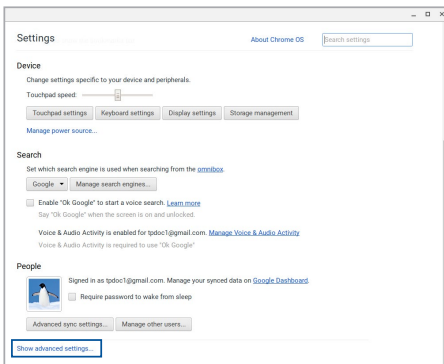 Settings
About Chrome OS
Search settings
Device
Change settings specific to your device and peripherals.
Touchpad speed:
Touchpad settings
Keyboard settings
Display settings
Storage management
Manage power source...
Search
Set which search engine is used when searching from the omnibox.
Google
Manage search engines...
Enable "Ok Google" to start a voice search. Learn more
Say "Ok Google" when the screen is on and unlocked.
Voice & Audio Activity is enabled for tpdoc1@gmail.com. Manage Voice & Audio Activity
Voice & Audio Activity is required to use "Ok Google"
People
Signed in as tpdoc1@gmail.com. Manage your synced data on Google Dashboard.
Require password to wake from sleep
Advanced sync settings...
Manage other users...
Show advanced settings...